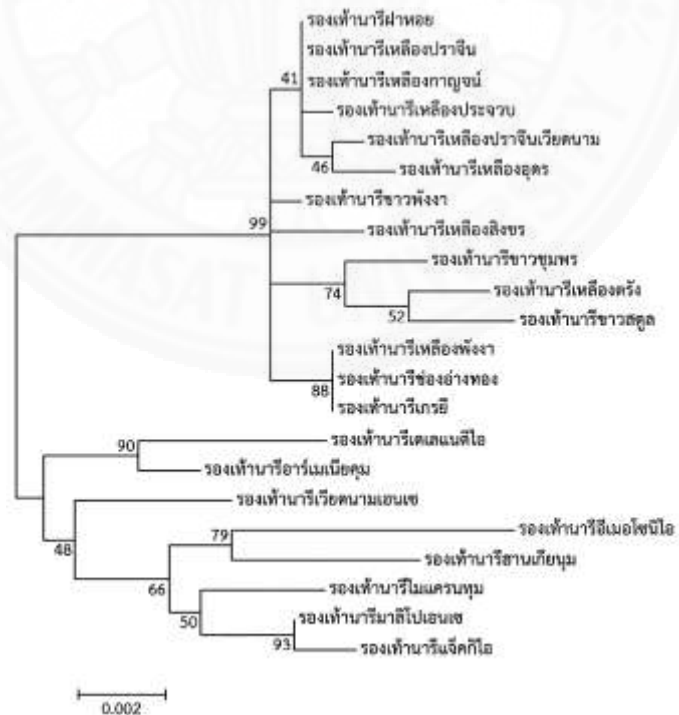 รองเท้านารีฝาหอย
รองเท้านารีเหลืองปราจีน
41
รองเท้านารีเหลืองกาญจน์
รองเท้านารีเหลืองประจวบ
รองเท้านารีเหลืองปราจีนเวียดนาม
46
รองเท้านารีเหลืองอุดร
รองเท้านารีขาวพังงา
99
รองเท้านารีเหลืองสิงขร
รองเท้านารีขาวชุมพร
74
รองเท้านารีเหลืองตรัง
52
รองเท้านารีขาวสตูล
รองเท้านารีเหลืองพังงา
88
รองเท้านารีช่องอ่างทอง
รองเท้านารีเกรยี
90
รองเท้านารีเดเลแนติไอ
รองเท้านารีอาร์เมเนียคุม
รองเท้านารีเวียดนามเอนเซ
48
79
รองเท้านารีอีเมอโซนิไอ
รองเท้านารีฮานเกียนุม
66
รองเท้านารีไมแครนทุม
50
รองเท้านารีมาลิโปเอนเซ
93
รองเท้านารีแจ็คกิไอ
0.002